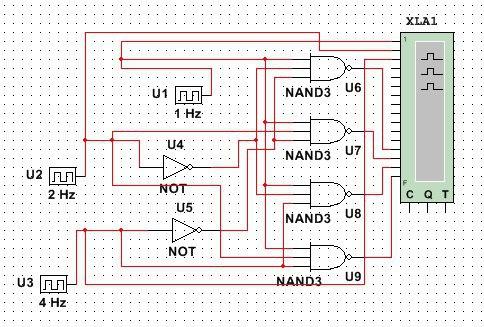 XLA1
1
U1
1 Hz
NAND3
U6
U4
NOT
NAND3
U7
U2
2 Hz
U5
NOT
NAND3
U8
F
C Q T
U3
4 Hz
NAND3
U9